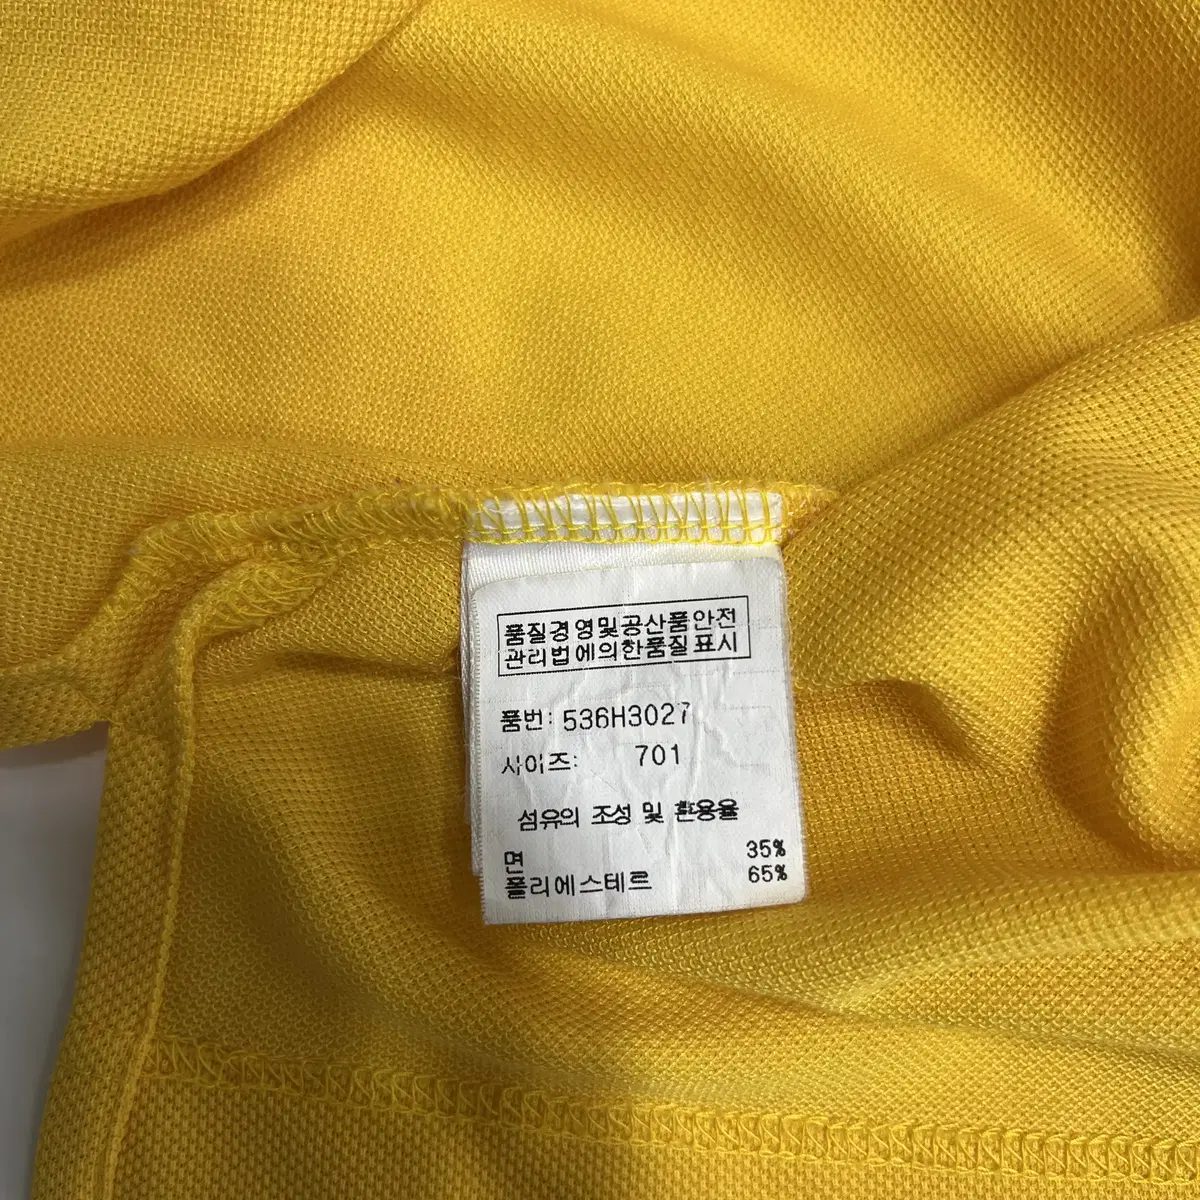 품질경영및공산품안전
관리법에의한품질표시
품번: 536H3027
사이즈: 701
섬유의 조성 및 혼용율
면 35%
폴리에스테르 65%